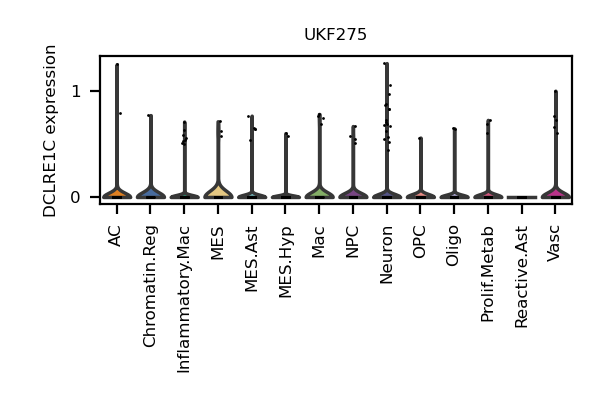 UKF275
DCLRE1C expression
1
0
AC
Chromatin.Reg
Inflammatory.Mac
MES
MES.Ast
MES.Hyp
Mac
NPC
Neuron
OPC
Oligo
Prolif.Metab
Reactive.Ast
Vasc